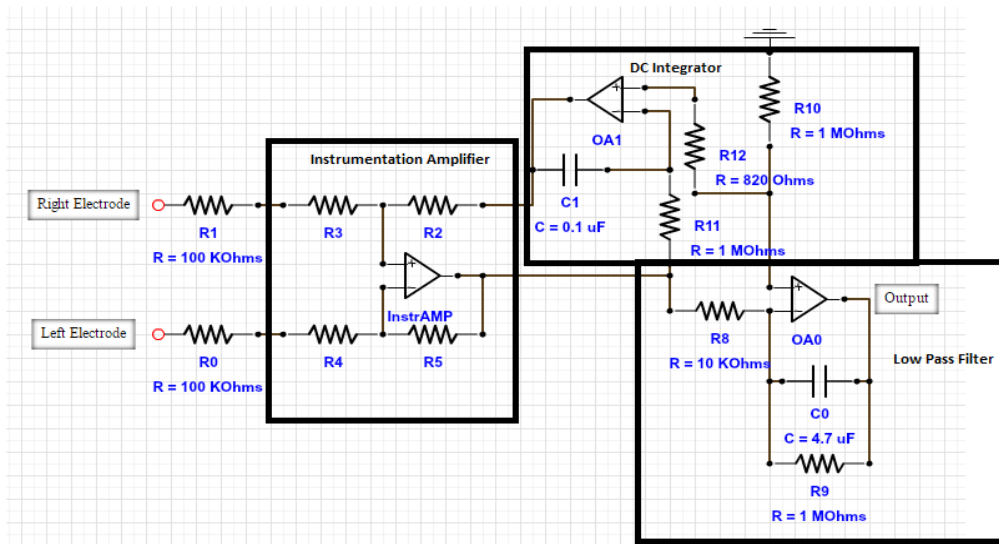 DC Integrator
R10
R = 1 MOhms
OA1
R12
R = 820 Ohms
Instrumentation Amplifier
C1
C = 0.1 uF
R11
R = 1 MOhms
Right Electrode
R1
R = 100 KOhms
R3
R2
InstrAMP
Left Electrode
R0
R = 100 KOhms
R4
R5
R8
R = 10 KOhms
OA0
Output
Low Pass Filter
C0
C = 4.7 uF
R9
R = 1 MOhms